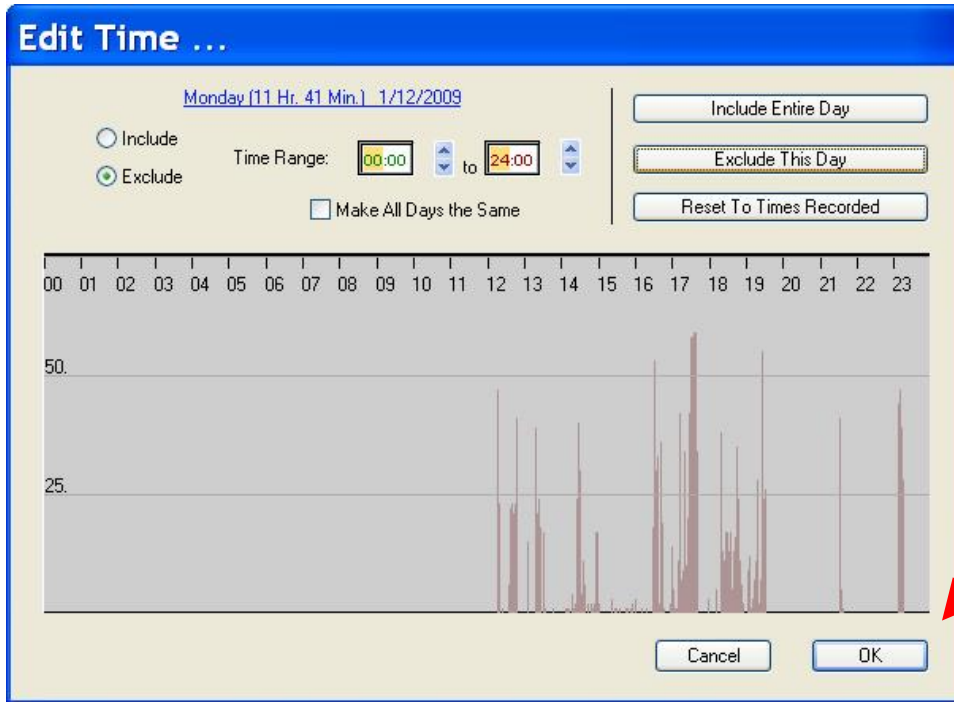 Edit Time ...
Monday (11 Hr. 41 Min.) 1/12/2009
Include
Exclude
Time Range: 00:00 to 24:00
Make All Days the Same
Include Entire Day
Exclude This Day
Reset To Times Recorded
00 01 02 03 04 05 06 07 08 09 10 11 12 13 14 15 16 17 18 19 20 21 22 23
50.
25.
Cancel OK